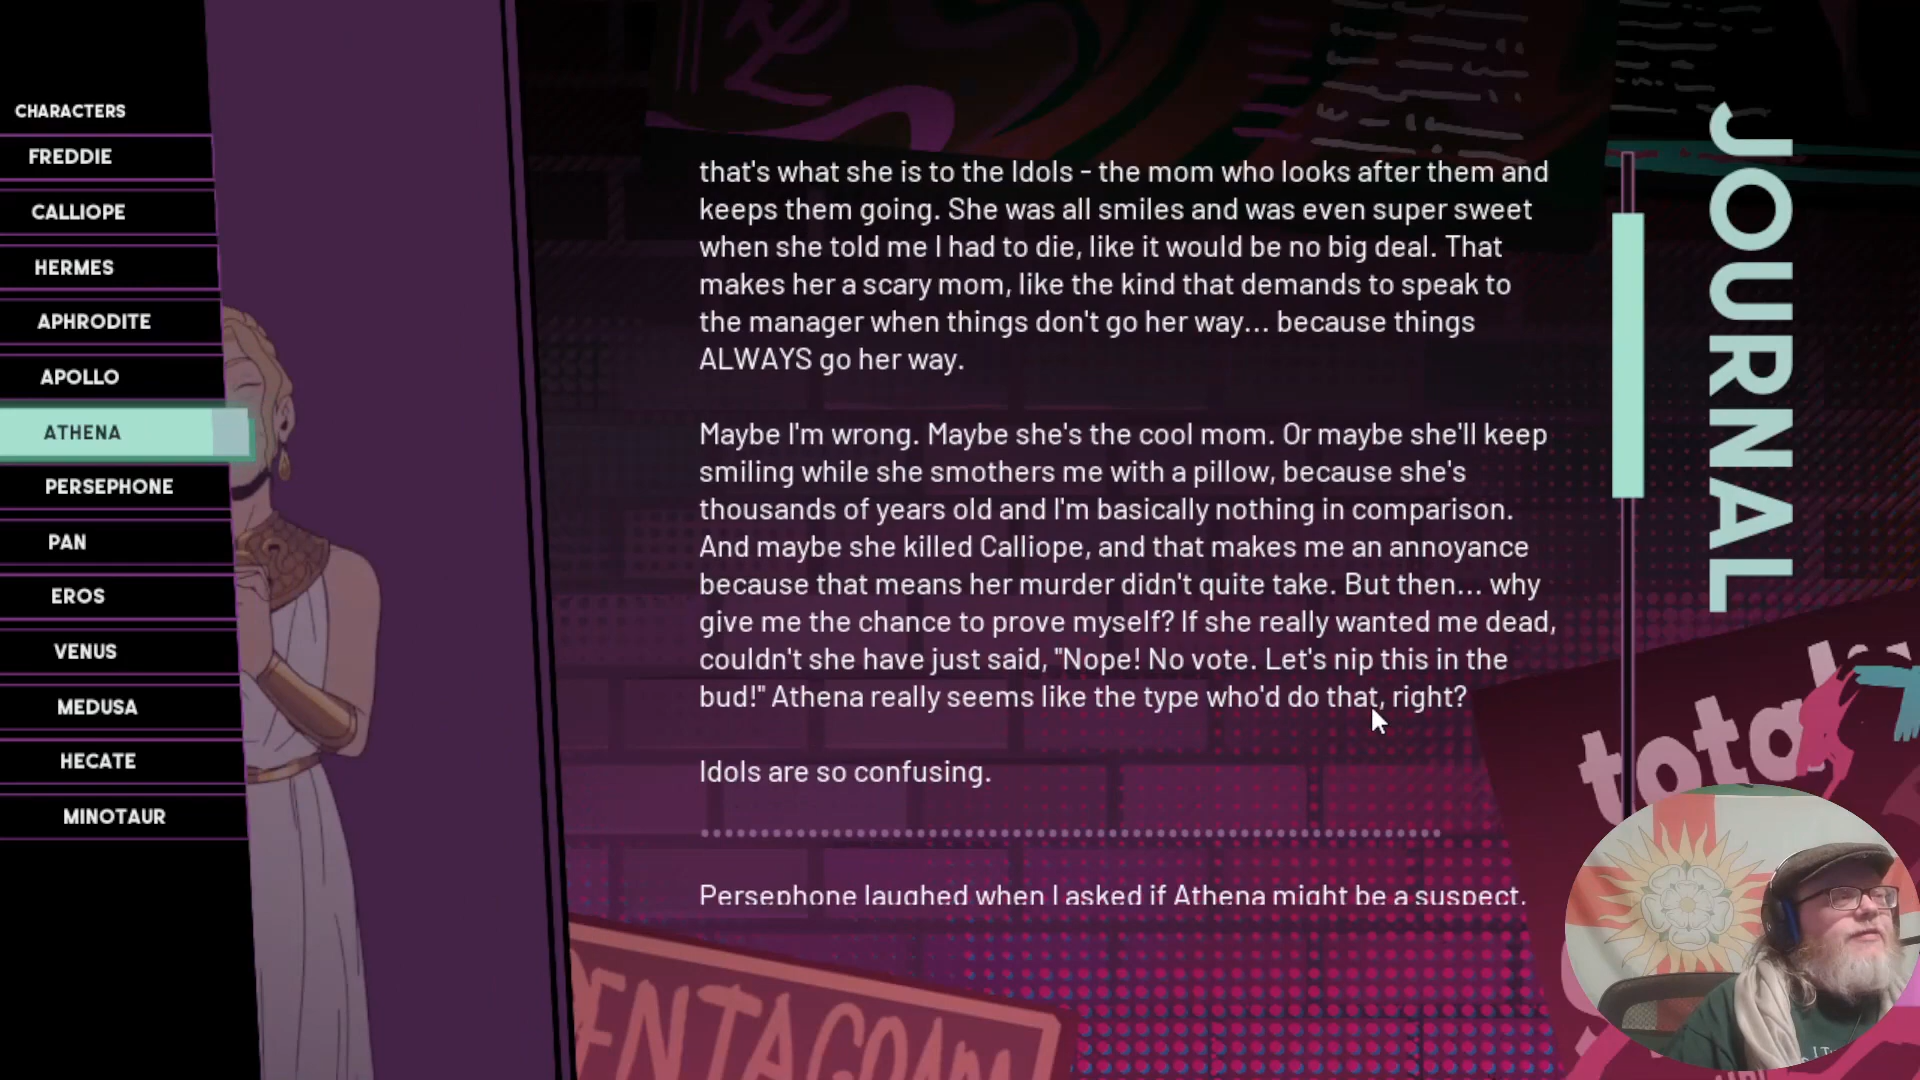 CHARACTERS
FREDDIE
CALLIOPE
HERMES
APHRODITE
APOLLO
ATHENA
PERSEPHONE
PAN
EROS
VENUS
MEDUSA
HECATE
MINOTAUR
that's what she is to the Idols - the mom who looks after them and
keeps them going. She was all smiles and was even super sweet
when she told me I had to die, like it would be no big deal. That
makes her a scary mom, like the kind that demands to speak to
the manager when things don't go her way... because things
ALWAYS go her way.
Maybe I'm wrong. Maybe she's the cool mom. Or maybe she'll keep
smiling while she smothers me with a pillow, because she's
thousands of years old and I'm basically nothing in comparison.
And maybe she killed Calliope, and that makes me an annoyance
because that means her murder didn't quite take. But then... why
give me the chance to prove myself? If she really wanted me dead,
couldn't she have just said, "Nope! No vote. Let's nip this in the
bud!" Athena really seems like the type who'd do that, right?
Idols are so confusing.
Persephone laughed when I asked if Athena might be a suspect.
JOURNAL